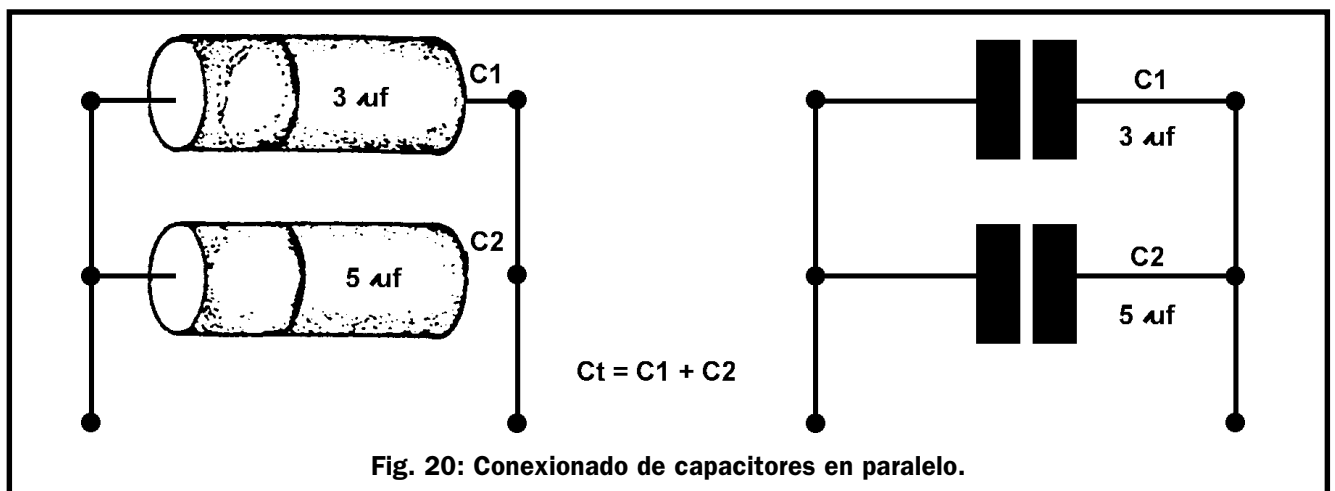 C1
3 µf
C2
5 µf
C1
3 µf
C2
5 µf
Ct = C1 + C2
Fig. 20: Conexionado de capacitores en paralelo.